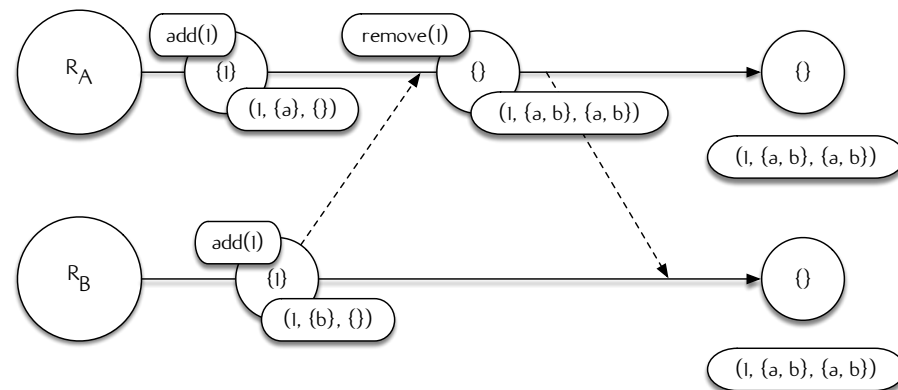 R_A
add(1)
{1}
(1, {a}, {})
remove(1)
{}
(1, {a, b}, {a, b})
{}
(1, {a, b}, {a, b})
R_B
add(1)
{1}
(1, {b}, {})
{}
(1, {a, b}, {a, b})